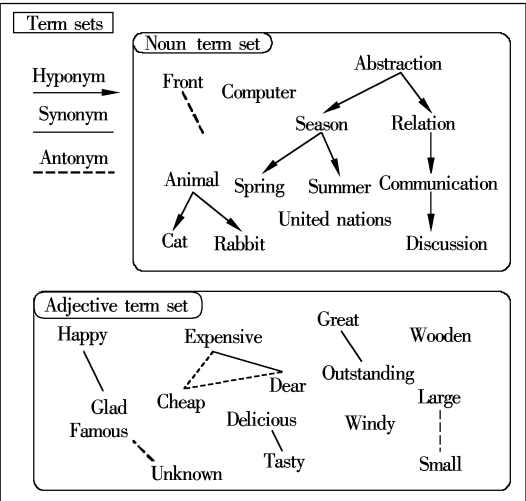 Term sets
Noun term set
Hyponym
Synonym
Antonym
Front
Computer
Abstraction
Season
Relation
Animal
Spring
Summer
Communication
United nations
Cat
Rabbit
Discussion
Adjective term set
Happy
Expensive
Great
Wooden
Glad
Cheap
Dear
Outstanding
Large
Famous
Delicious
Windy
Unknown
Tasty
Small